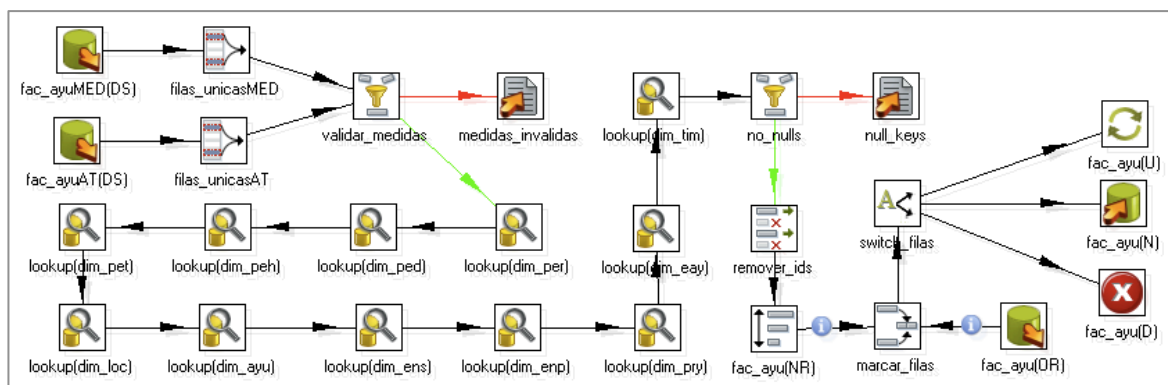 fac_ayuMED(DS)
filas_unicasMED
validar_medidas
medidas_invalidas
lookup(dim_tim)
no_nulls
null_keys
fac_ayuAT(DS)
filas_unicasAT
fac_ayu(U)
switch_filas
fac_ayu(N)
lookup(dim_pet)
lookup(dim_peh)
lookup(dim_ped)
lookup(dim_per)
lookup(dim_eay)
remover_ids
fac_ayu(D)
lookup(dim_loc)
lookup(dim_ayu)
lookup(dim_ens)
lookup(dim_enp)
lookup(dim_pry)
fac_ayu(NR)
marcar_filas
fac_ayu(OR)